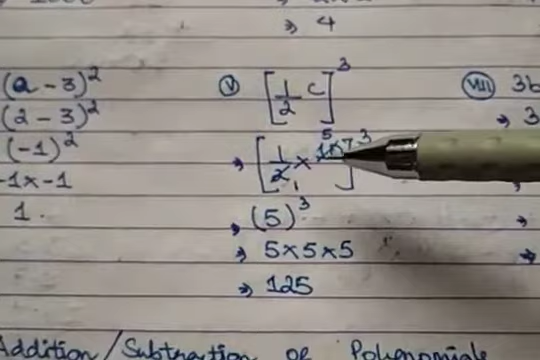 ⇒ 4
(a - 3)²
(2 - 3)²
(-1)²
-1 x -1
1.
(v) [1/2 c]³
⇒ [1/2 ×
(5)³
⇒ 5×5×5
⇒ 125
(VIII) 3b
⇒ 3
Addition/Subtraction of Polynomials